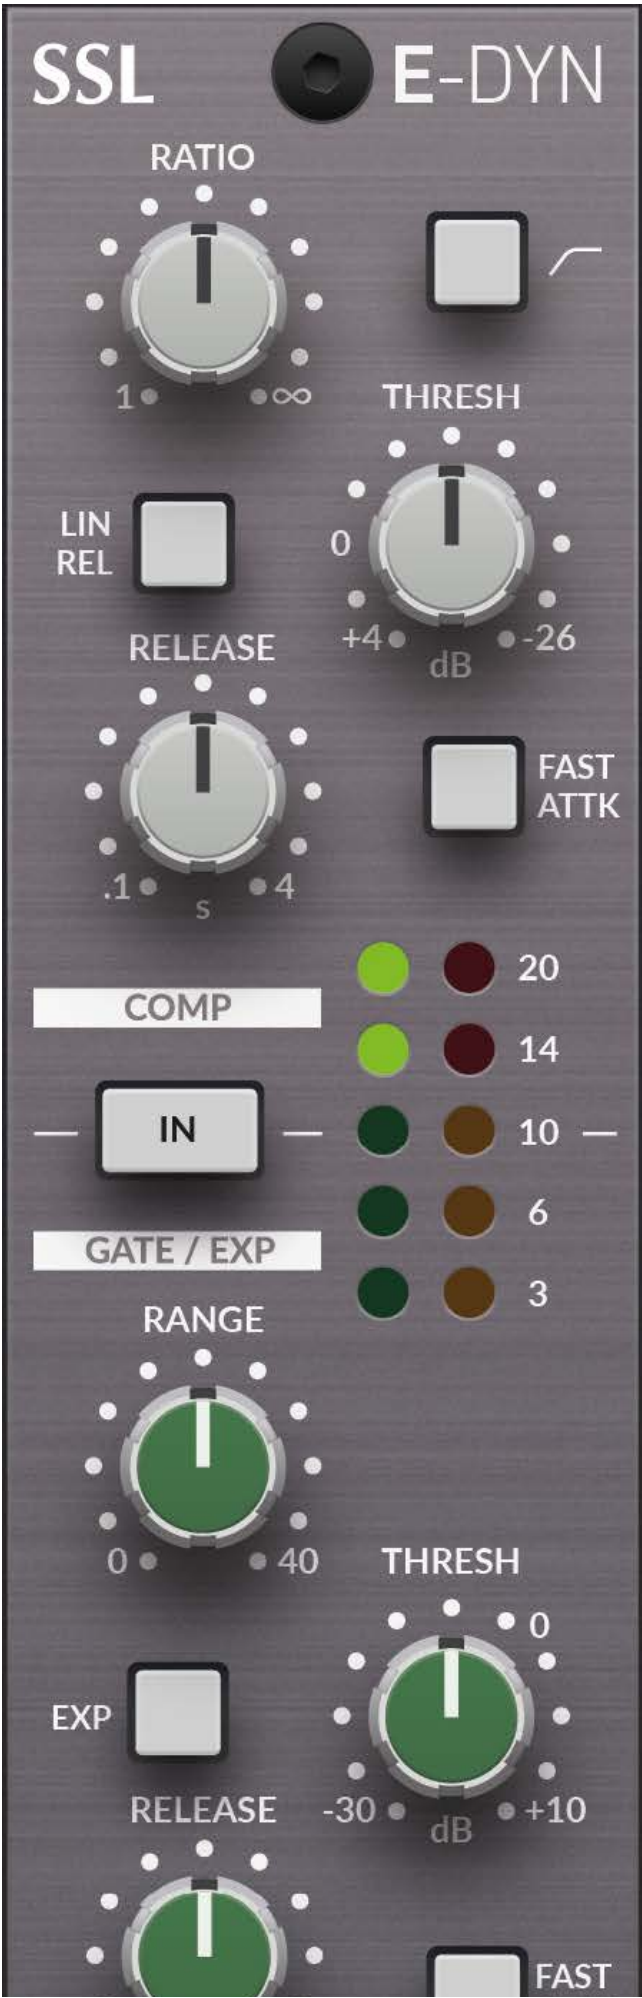 SSL E-DYN
RATIO
1 ∞
THRESH
LIN
REL
0
+4 -26
dB
RELEASE
FAST
ATTK
.1 4
s
20
COMP
14
IN
10
6
GATE / EXP
3
RANGE
0 40
THRESH
0
EXP
RELEASE
-30 +10
dB
FAST